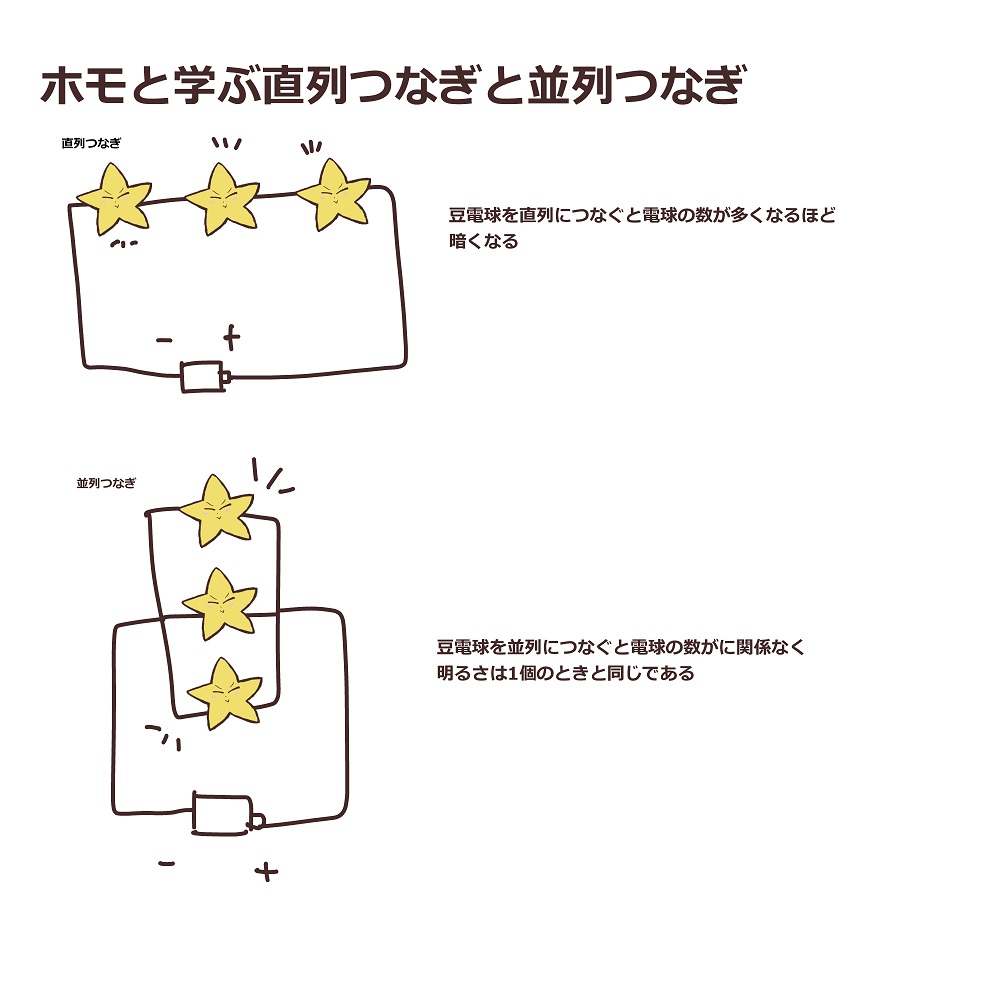 ホモと学ぶ直列つなぎと並列つなぎ
直列つなぎ
豆電球を直列につなぐと電球の数が多くなるほど
暗くなる
－ ＋
並列つなぎ
豆電球を並列につなぐと電球の数がに関係なく
明るさは1個のときと同じである
－ ＋